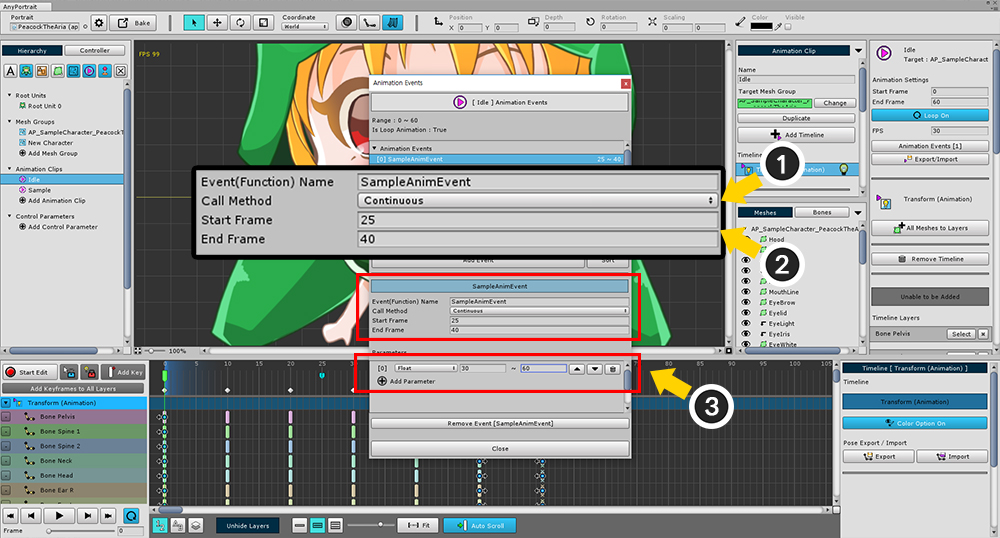 AnyPortrait
Portrait
PeacockTheAria (ap
Bake
Coordinate
World
Position
X
Y
Depth
Z
Rotation
Scaling
X
Y
Color
Visible
FPS 99
Hierarchy
Controller
Root Units
Root Unit 0
Mesh Groups
AP_SampleCharacter_Peacock
New Character
Add Mesh Group
Animation Clips
Idle
Sample
Add Animation Clip
Control Parameters
Add Control Parameter
Animation Events
[ Idle ] Animation Events
Range : 0 ~ 60
Is Loop Animation : True
Animation Events
[0] SampleAnimEvent 25 ~ 40
Event(Function) Name SampleAnimEvent
Call Method Continuous
Start Frame 25
End Frame 40
1
2
Add Event
Sort
SampleAnimEvent
Event(Function) Name SampleAnimEvent
Call Method Continuous
Start Frame 25
End Frame 40
Parameters
[0] Float 30 ~ 60
Add Parameter
3
Remove Event [SampleAnimEvent]
Close
Animation Clip
Name
Idle
Target Mesh Group
Change
Duplicate
Add Timeline
Meshes
Bones
AP_SampleCharacter_PeacockTheA
Hood
MouthLine
EyeBrow
Eyelid
EyeLight
EyeIris
EyeWhite
Idle
Target : AP_SampleCharact
Animation Settings
Start Frame 0
End Frame 60
Loop On
FPS 30
Animation Events [1]
Export/Import
Transform (Animation)
All Meshes to Layers
Remove Timeline
Unable to be Added
Timeline Layers
Bone Pelvis
Select
100%
Start Edit
Add Key
Add Keyframes to All Layers
Transform (Animation)
Bone Pelvis
Bone Spine 1
Bone Spine 2
Bone Neck
Bone Head
Bone Ear R
Frame 0
0 5 10 15 20 25 30
80 85 90 95 100 105
Unhide Layers
Fit
Auto Scroll
Timeline [ Transform (Animation) ]
Timeline
Transform (Animation)
Color Option On
Pose Export / Import
Export
Import